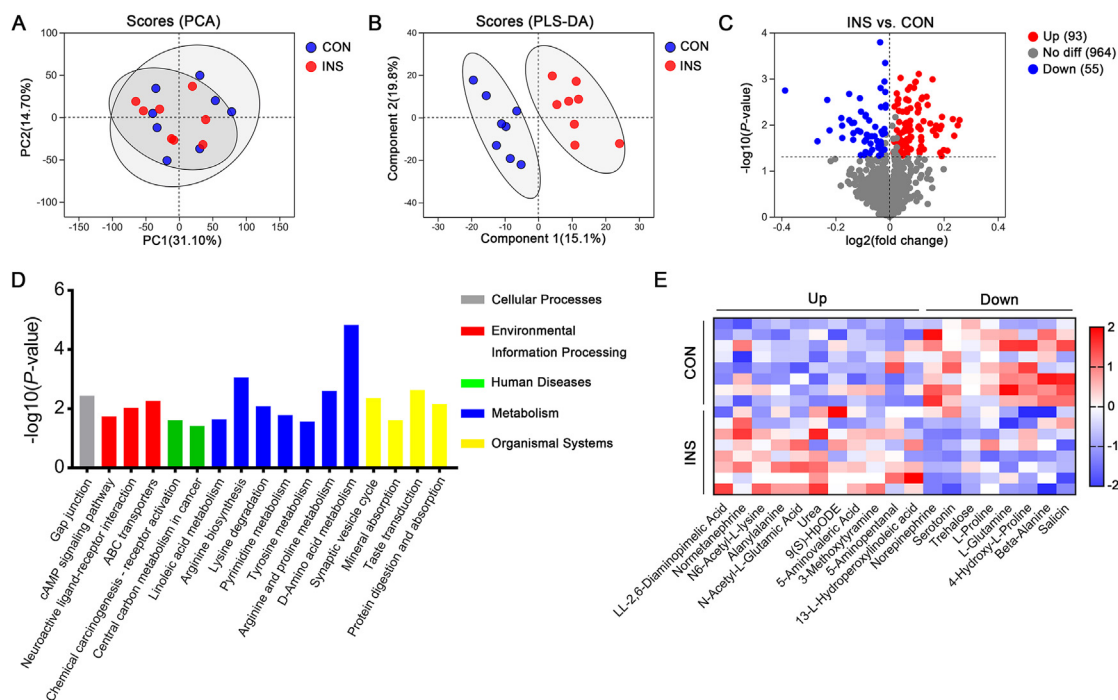 A
Scores (PCA)
CON
INS
PC2(14.70%)
100
50
0
-50
-100
-150
-100
-50
0
50
100
150
PC1(31.10%)
B
Scores (PLS-DA)
CON
INS
Component 2(19.8%)
40
20
0
-20
-40
-40
-20
0
20
40
Component 1(15.1%)
C
INS vs. CON
Up (93)
No diff (964)
Down (55)
-log10(P-value)
4
3
2
1
0
-0.4
-0.2
0
0.2
0.4
log2(fold change)
D
-log10(P-value)
6
4
2
0
Cellular Processes
Environmental
Information Processing
Human Diseases
Metabolism
Organismal Systems
Gap junction
cAMP signaling pathway
Neuroactive ligand-receptor interaction
ABC transporters
Chemical carcinogenesis - receptor activation
Central carbon metabolism in cancer
Linoleic acid metabolism
Arginine biosynthesis
Lysine degradation
Pyrimidine metabolism
Tyrosine metabolism
Arginine and proline metabolism
D-Amino acid metabolism
Synaptic vesicle cycle
Mineral absorption
Taste transduction
Protein digestion and absorption
E
Up
Down
CON
INS
2
1
0
-1
-2
LL-2,6-Diaminopimelic Acid
Normetanephrine
N6-Acetyl-L-lysine
Alanylalanine
N-Acetyl-L-Glutamic Acid
Urea
9(S)-HpODE
5-Aminovaleric Acid
3-Methoxytyramine
5-Aminopentanal
13-L-Hydroperoxylinoleic acid
Norepinephrine
Serotonin
Trehalose
L-Proline
L-Glutamine
4-Hydroxy-L-Proline
Beta-Alanine
Salicin